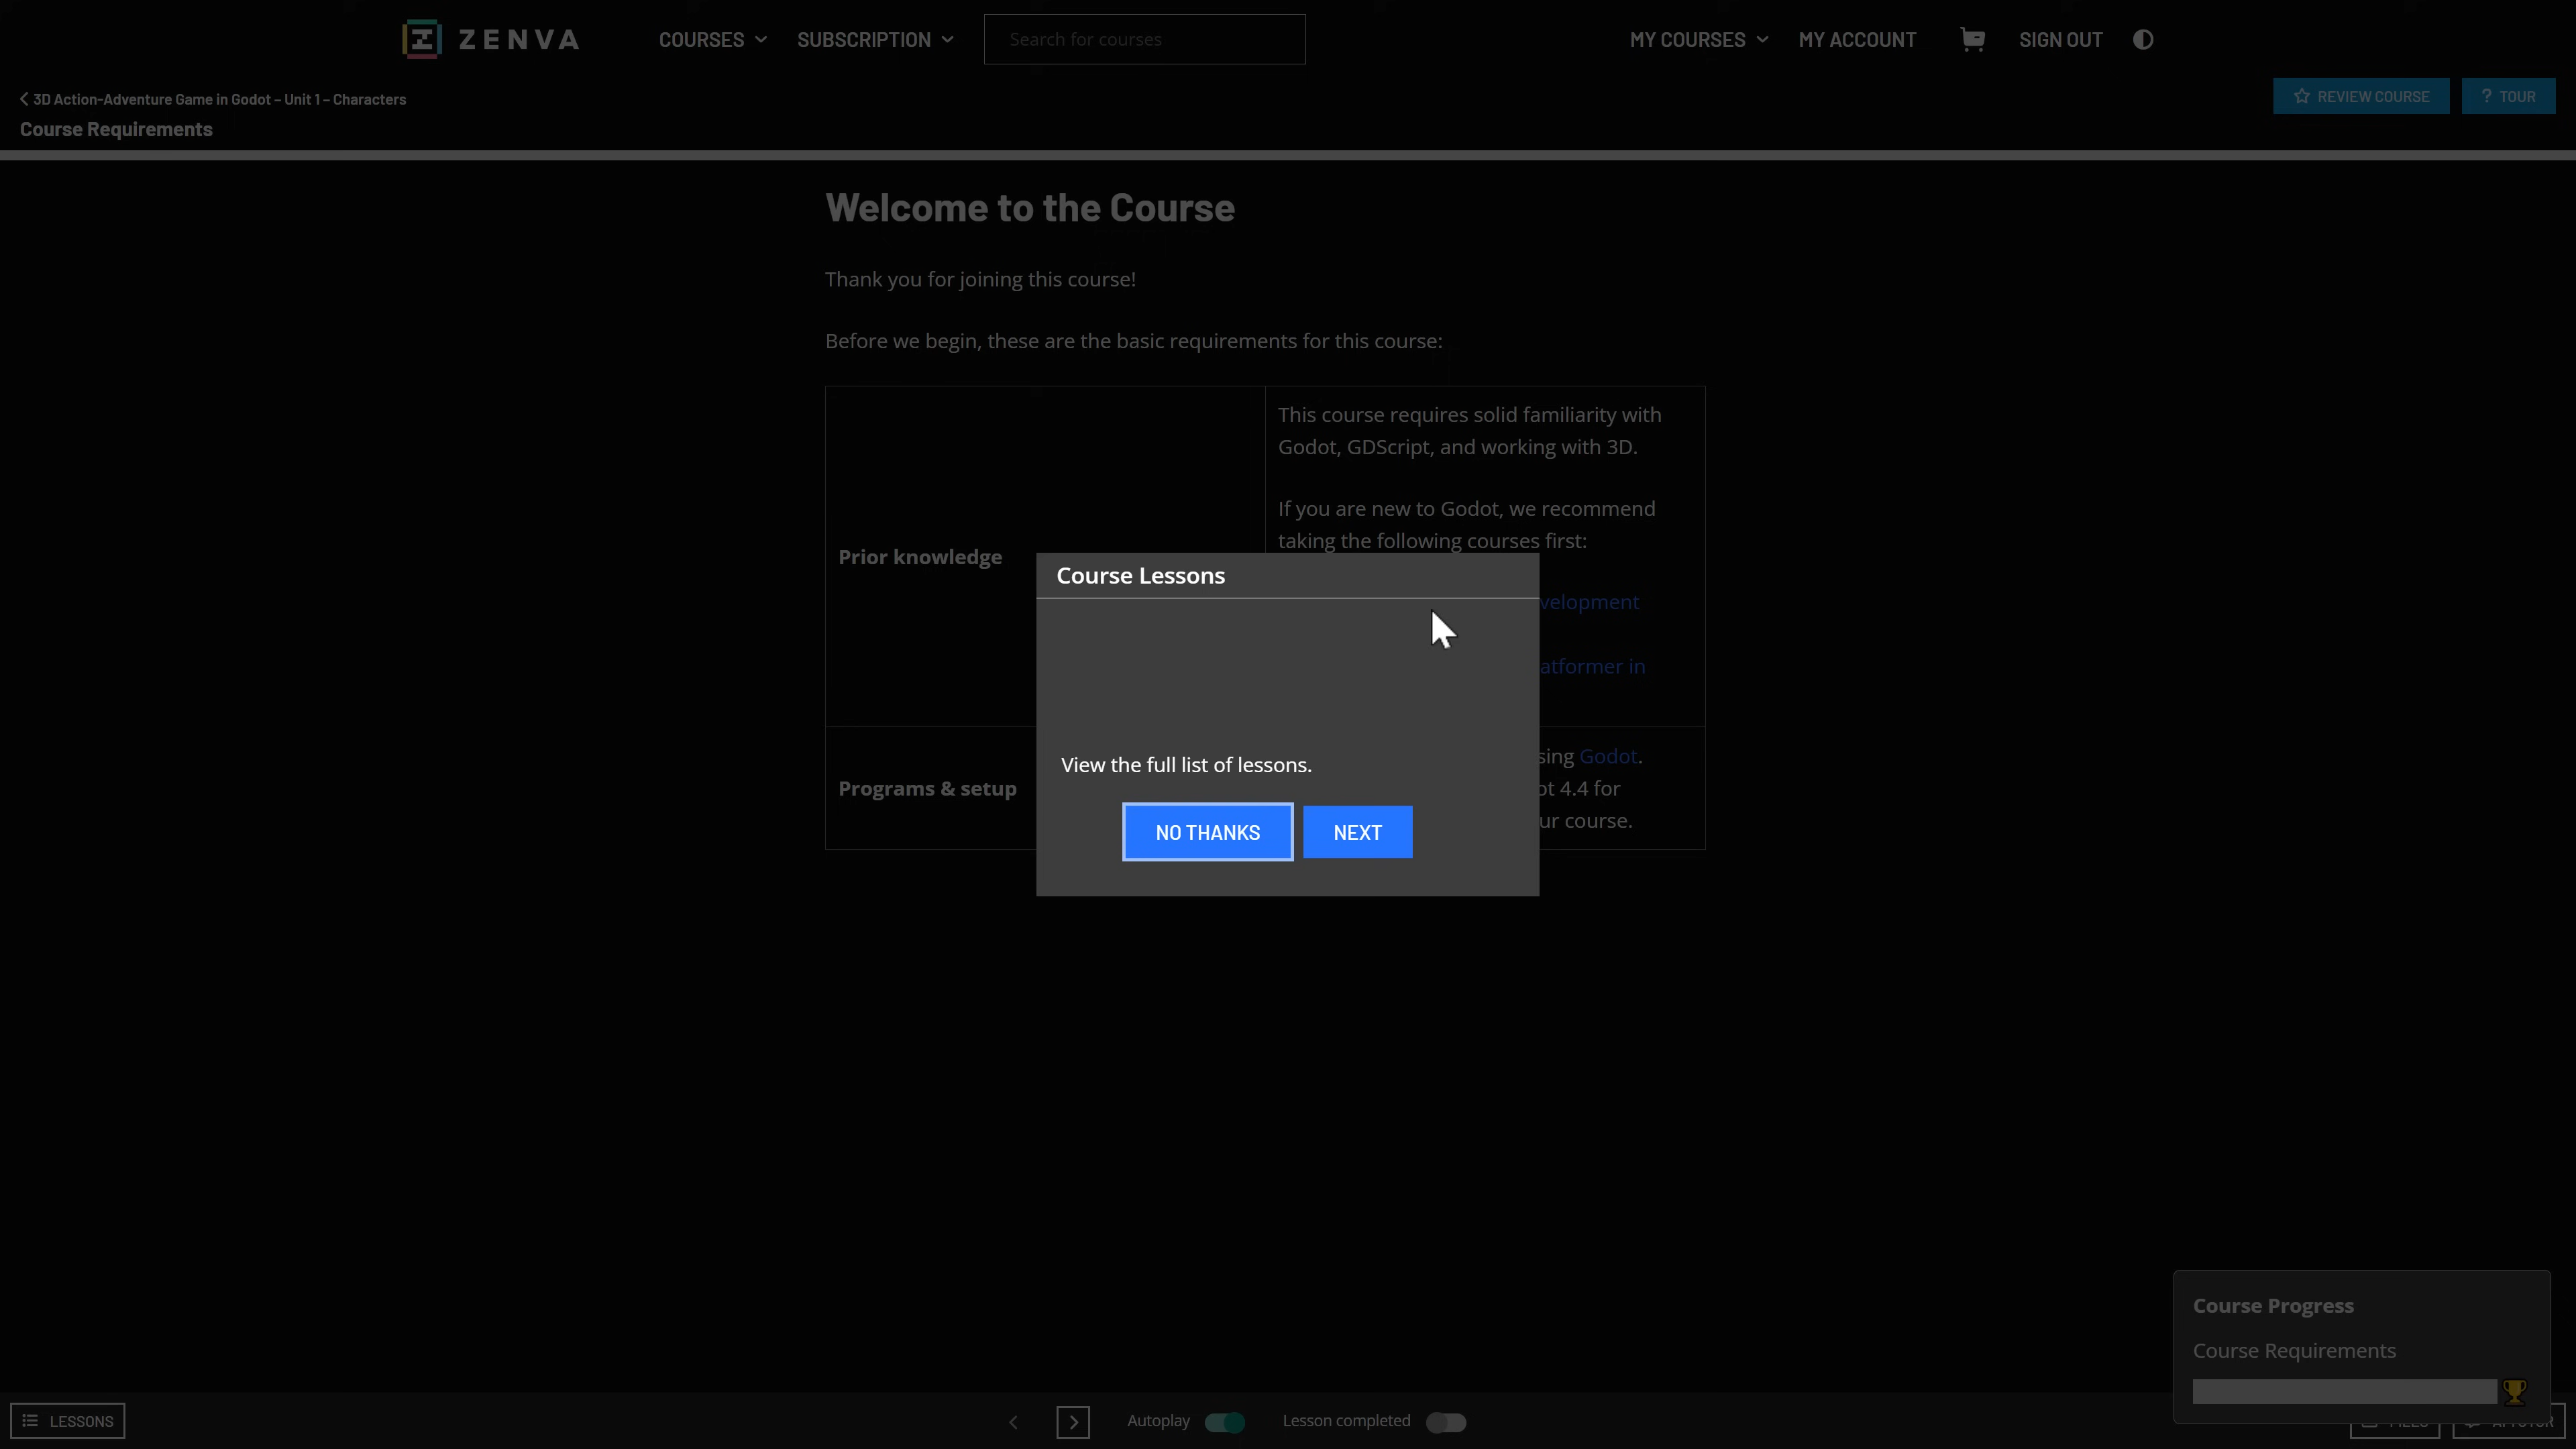 ZENVA
COURSES
SUBSCRIPTION
Search for courses
MY COURSES
MY ACCOUNT
SIGN OUT
3D Action-Adventure Game in Godot – Unit 1 – Characters
REVIEW COURSE
? TOUR
Course Requirements
Welcome to the Course
Thank you for joining this course!
Before we begin, these are the basic requirements for this course:
Prior knowledge
This course requires solid familiarity with
Godot, GDScript, and working with 3D.
If you are new to Godot, we recommend
taking the following courses first:
velopment
atformer in
Programs & setup
sing Godot.
ot 4.4 for
ur course.
Course Lessons
View the full list of lessons.
NO THANKS
NEXT
Course Progress
Course Requirements
LESSONS
Autoplay
Lesson completed